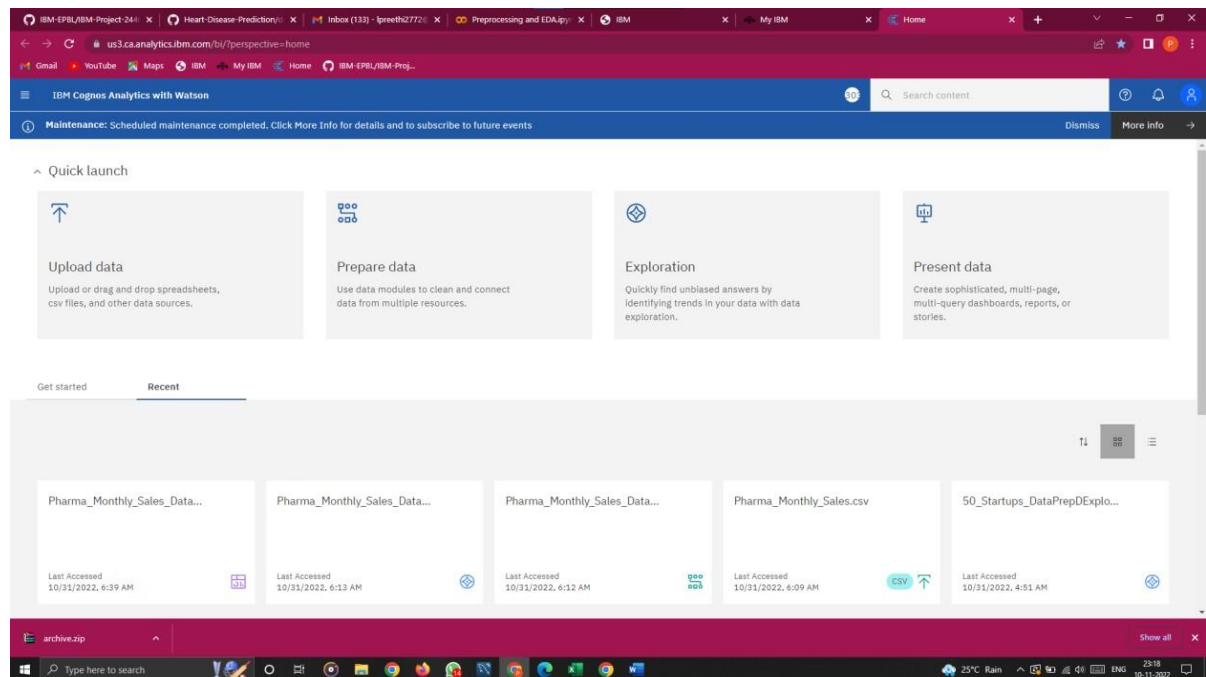 IBM-EPBL/IBM-Project-244
Heart-Disease-Prediction/
Inbox (133) - lpreethi2772
Preprocessing and EDA.ipy
IBM
My IBM
Home
us3.ca.analytics.ibm.com/bi/?perspective=home
Gmail YouTube Maps IBM My IBM Home IBM-EPBL/IBM-Proj...
IBM Cognos Analytics with Watson
Search content
Maintenance: Scheduled maintenance completed. Click More Info for details and to subscribe to future events
Dismiss More info
Quick launch
Upload data
Upload or drag and drop spreadsheets,
csv files, and other data sources.
Prepare data
Use data modules to clean and connect
data from multiple resources.
Exploration
Quickly find unbiased answers by
identifying trends in your data with data
exploration.
Present data
Create sophisticated, multi-page,
multi-query dashboards, reports, or
stories.
Get started Recent
Pharma_Monthly_Sales_Data...
Last Accessed
10/31/2022, 6:39 AM
Pharma_Monthly_Sales_Data...
Last Accessed
10/31/2022, 6:13 AM
Pharma_Monthly_Sales_Data...
Last Accessed
10/31/2022, 6:12 AM
Pharma_Monthly_Sales.csv
Last Accessed
10/31/2022, 6:09 AM
CSV
50_Startups_DataPrepDExplo...
Last Accessed
10/31/2022, 4:51 AM
archive.zip
Show all
Type here to search
25°C Rain
ENG
23:18
10-11-2022